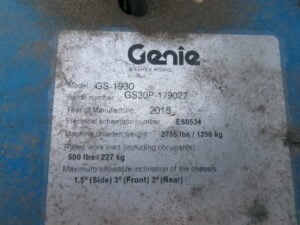 Genie
A TEREX BRAND
Model: GS-1930
Serial number: GS30P-179027
Year of Manufacture: 2018
Electrical schematic number: ES0534
Machine unladen weight: 2755 lbs / 1250 kg
Rated work load (including occupants):
500 lbs / 227 kg
Maximum allowable inclination of the chassis:
1.5° (Side) 3° (Front) 3° (Rear)